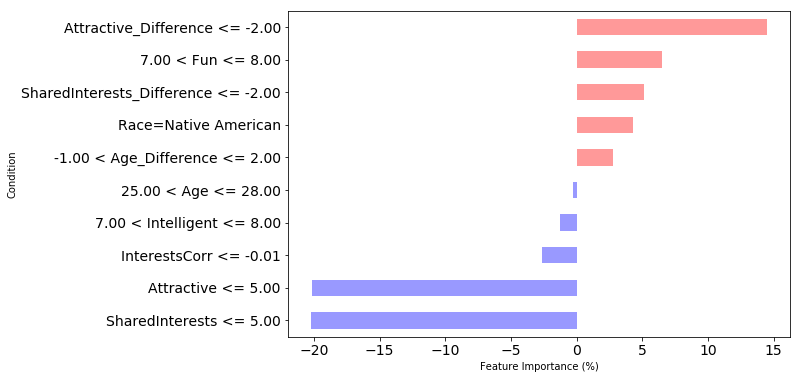 Attractive_Difference <= -2.00
7.00 < Fun <= 8.00
SharedInterests_Difference <= -2.00
Race=Native American
-1.00 < Age_Difference <= 2.00
25.00 < Age <= 28.00
7.00 < Intelligent <= 8.00
InterestsCorr <= -0.01
Attractive <= 5.00
SharedInterests <= 5.00
Condition
−20 −15 −10 −5 0 5 10 15
Feature Importance (%)